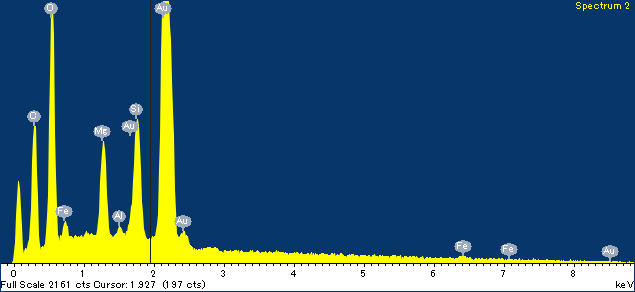 Spectrum 2
O Au
O Mg Au Si
Fe Al Au Fe Fe Au
0 1 2 3 4 5 6 7 8
Full Scale 2161 cts Cursor: 1.927 (197 cts) keV